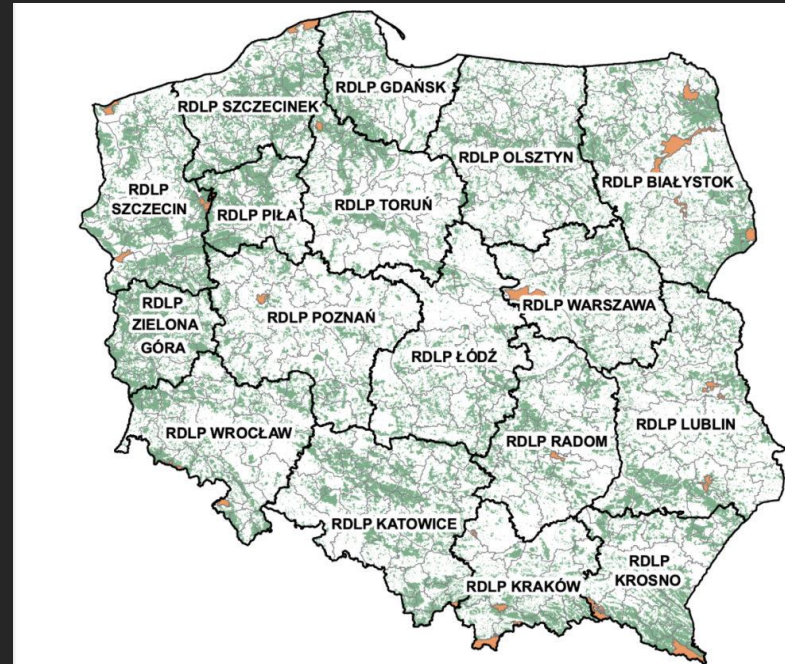 RDLP GDAŃSK
RDLP SZCZECINEK
RDLP OLSZTYN
RDLP BIAŁYSTOK
RDLP
SZCZECIN
RDLP PIŁA
RDLP TORUŃ
RDLP WARSZAWA
RDLP
ZIELONA
GÓRA
RDLP POZNAŃ
RDLP ŁÓDŹ
RDLP LUBLIN
RDLP WROCŁAW
RDLP RADOM
RDLP KATOWICE
RDLP
KROSNO
RDLP KRAKÓW